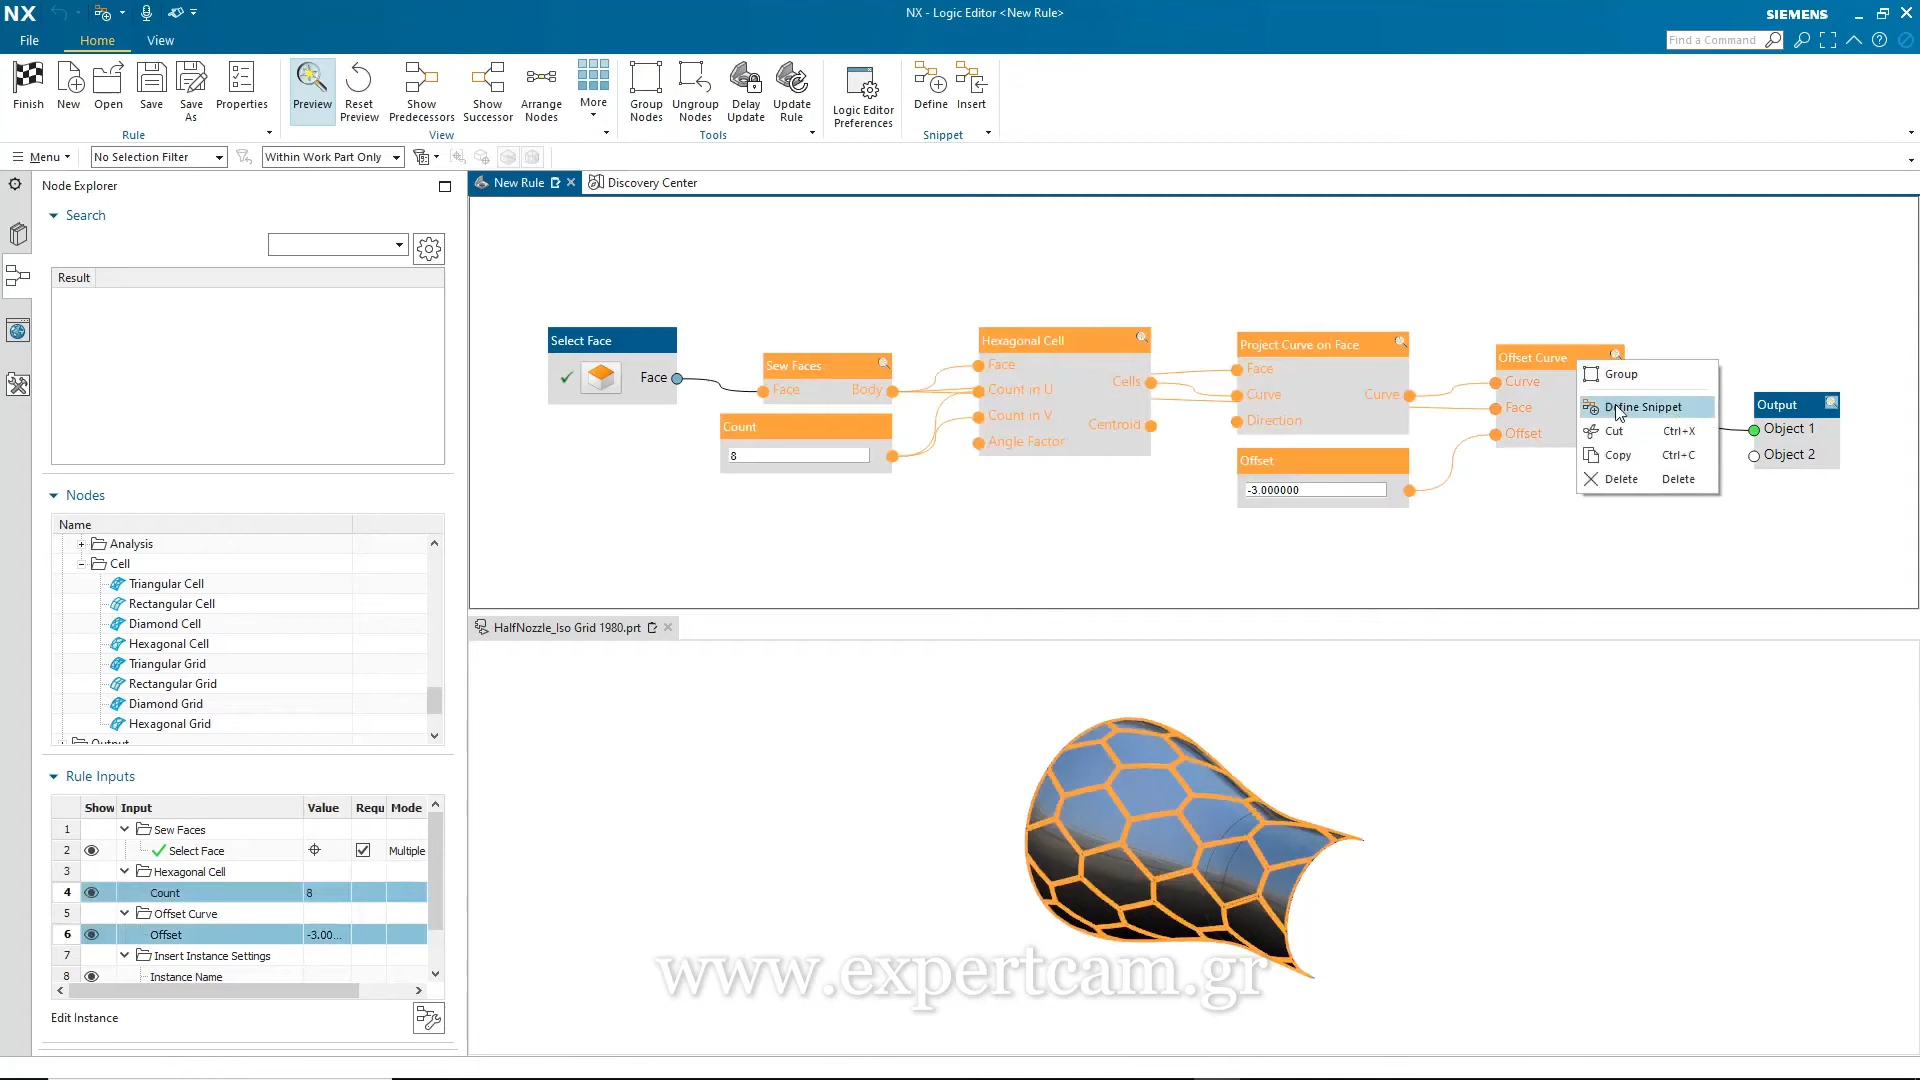 NX
NX - Logic Editor <New Rule>
SIEMENS
File
Home
View
Find a Command
Finish
New
Open
Save
Save As
Properties
Preview
Reset Preview
Show Predecessors
Show Successor
Arrange Nodes
More
Group Nodes
Ungroup Nodes
Delay Update
Update Rule
Logic Editor Preferences
Define
Insert
Rule
View
Tools
Snippet
Menu
No Selection Filter
Within Work Part Only
Node Explorer
New Rule
Discovery Center
Search
Result
Nodes
Name
Analysis
Cell
Triangular Cell
Rectangular Cell
Diamond Cell
Hexagonal Cell
Triangular Grid
Rectangular Grid
Diamond Grid
Hexagonal Grid
Output
Rule Inputs
Show Input Value Requ Mode
1 Sew Faces
2 Select Face Multiple
3 Hexagonal Cell
4 Count 8
5 Offset Curve
6 Offset -3.00...
7 Insert Instance Settings
8 Instance Name
Edit Instance
Select Face
Face
Sew Faces
Face Body
Count
8
Hexagonal Cell
Face
Cells
Count in U
Count in V
Centroid
Angle Factor
Project Curve on Face
Face
Curve Curve
Direction
Offset
-3.000000
Offset Curve
Curve
Face
Offset
Group
Define Snippet
Cut Ctrl+X
Copy Ctrl+C
Delete Delete
Output
Object 1
Object 2
HalfNozzle_Iso Grid 1980.prt
www.expertcam.gr